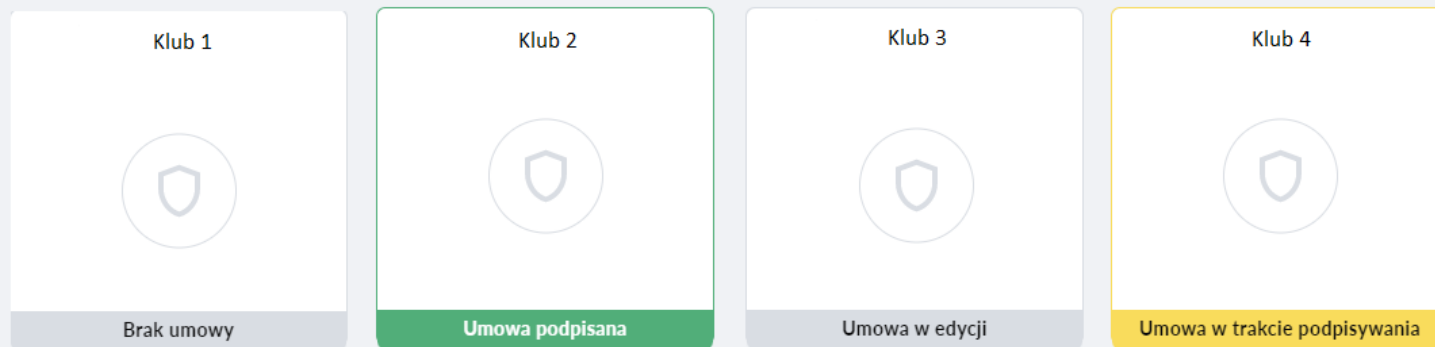 Klub 1
Klub 2
Klub 3
Klub 4
Brak umowy
Umowa podpisana
Umowa w edycji
Umowa w trakcie podpisywania